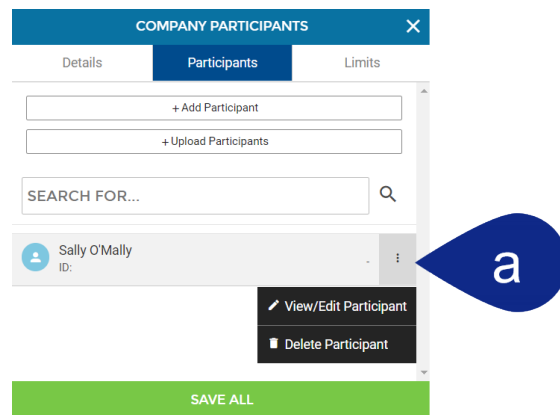 COMPANY PARTICIPANTS ×
Details Participants Limits
+ Add Participant
+ Upload Participants
SEARCH FOR...
Sally O'Mally
ID: -
a
View/Edit Participant
Delete Participant
SAVE ALL